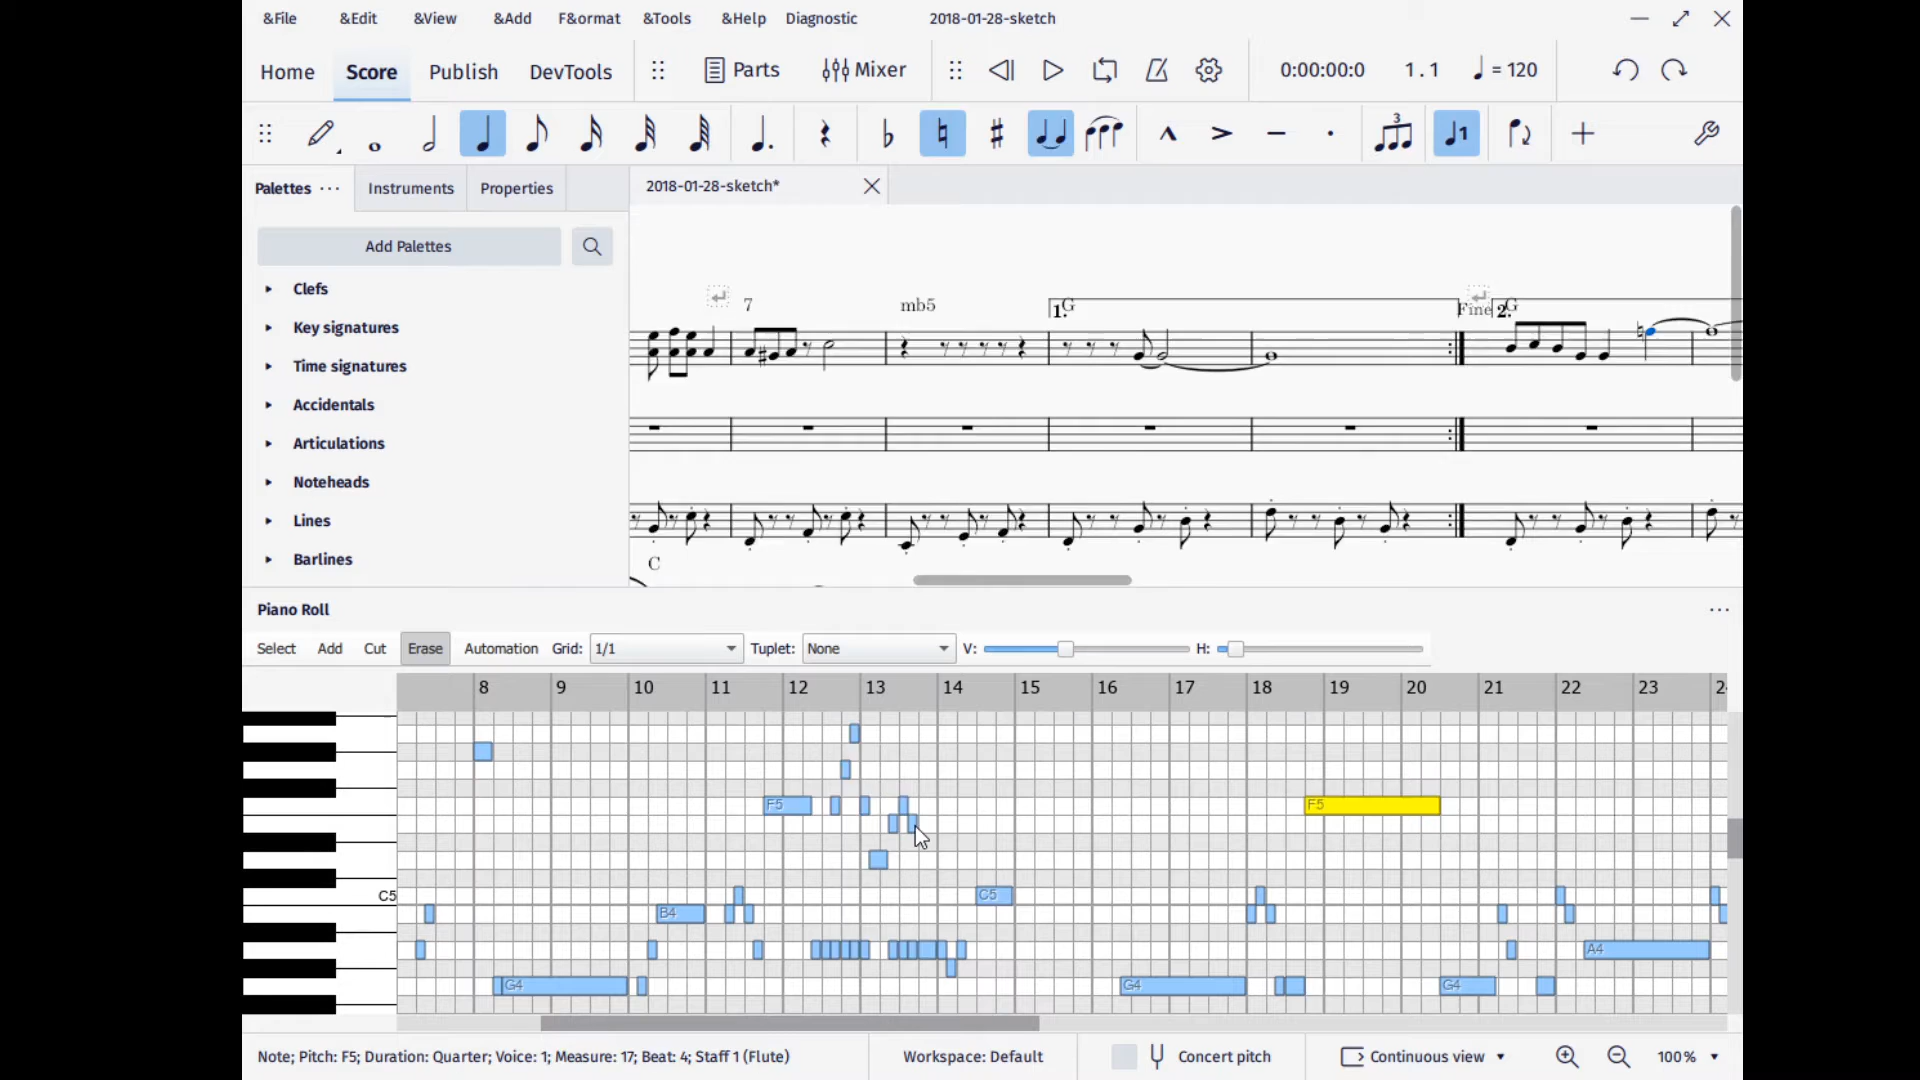 &File &Edit &View &Add F&ormat &Tools &Help Diagnostic 2018-01-28-sketch
Home Score Publish DevTools Parts Mixer 0:00:00:0 1 . 1 = 120
3
1
Palettes Instruments Properties 2018-01-28-sketch*
Add Palettes
Clefs
Key signatures
Time signatures
Accidentals
Articulations
Noteheads
Lines
Barlines
7 mb5 1. G Fine 2. G
C
Piano Roll
Select Add Cut Erase Automation Grid: 1/1 Tuplet: None V: H:
8 9 10 11 12 13 14 15 16 17 18 19 20 21 22 23
F5 F5
C5 C5
B4
A4
G4 G4 G4
Note; Pitch: F5; Duration: Quarter; Voice: 1; Measure: 17; Beat: 4; Staff 1 (Flute) Workspace: Default Concert pitch Continuous view 100%